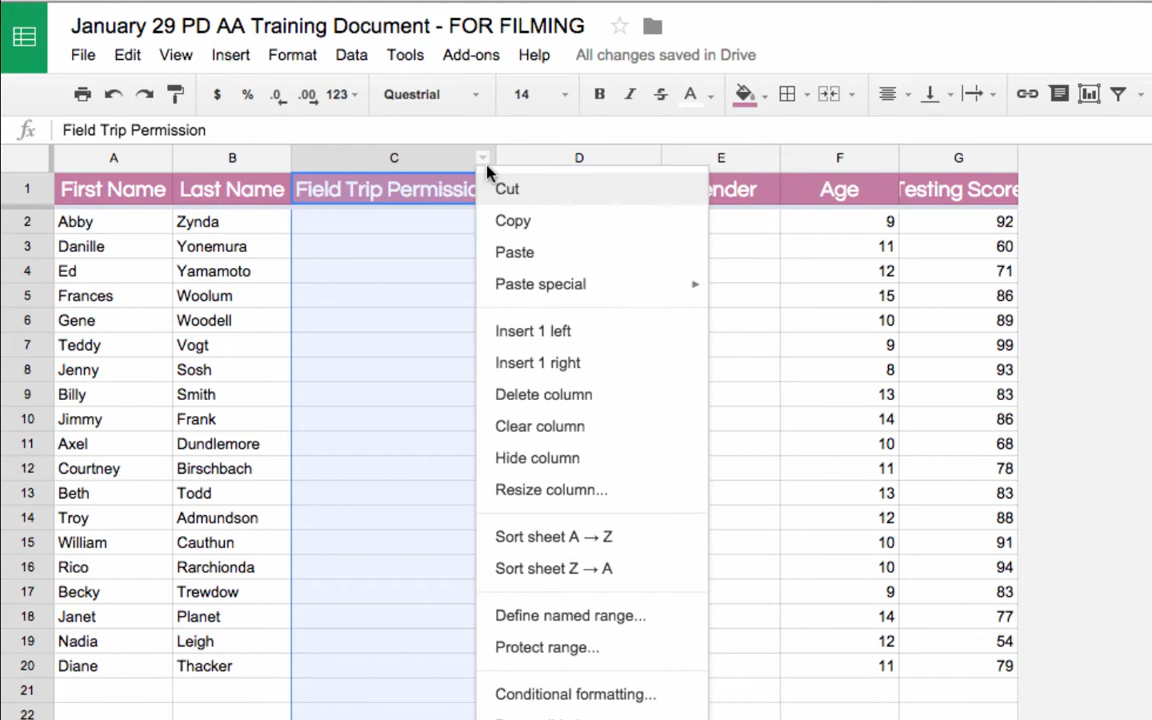 January 29 PD AA Training Document - FOR FILMING
File Edit View Insert Format Data Tools Add-ons Help All changes saved in Drive
$ % .0 .00 123 Questrial 14 B I S A
fx Field Trip Permission
A B C D E F G
1 First Name Last Name Field Trip Permissio ender Age Testing Score
2 Abby Zynda 9 92
3 Danille Yonemura 11 60
4 Ed Yamamoto 12 71
5 Frances Woolum 15 86
6 Gene Woodell 10 89
7 Teddy Vogt 9 99
8 Jenny Sosh 8 93
9 Billy Smith 13 83
10 Jimmy Frank 14 86
11 Axel Dundlemore 10 68
12 Courtney Birschbach 11 78
13 Beth Todd 13 83
14 Troy Admundson 12 88
15 William Cauthun 10 91
16 Rico Rarchionda 10 94
17 Becky Trewdow 9 83
18 Janet Planet 14 77
19 Nadia Leigh 12 54
20 Diane Thacker 11 79
21
22
Cut
Copy
Paste
Paste special
Insert 1 left
Insert 1 right
Delete column
Clear column
Hide column
Resize column...
Sort sheet A → Z
Sort sheet Z → A
Define named range...
Protect range...
Conditional formatting...